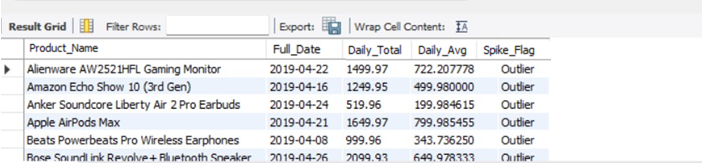 Result Grid Filter Rows: Export: Wrap Cell Content: IA
Product_Name Full_Date Daily_Total Daily_Avg Spike_Flag
Alienware AW2521HFL Gaming Monitor 2019-04-22 1499.97 722.207778 Outlier
Amazon Echo Show 10 (3rd Gen) 2019-04-16 1249.95 499.980000 Outlier
Anker Soundcore Liberty Air 2 Pro Earbuds 2019-04-24 519.96 199.984615 Outlier
Apple AirPods Max 2019-04-21 1649.97 799.985455 Outlier
Beats Powerbeats Pro Wireless Earphones 2019-04-08 999.96 343.736250 Outlier
Bose SoundLink Revolve+ Bluetooth Speaker 2019-04-26 2099.93 649.978333 Outlier